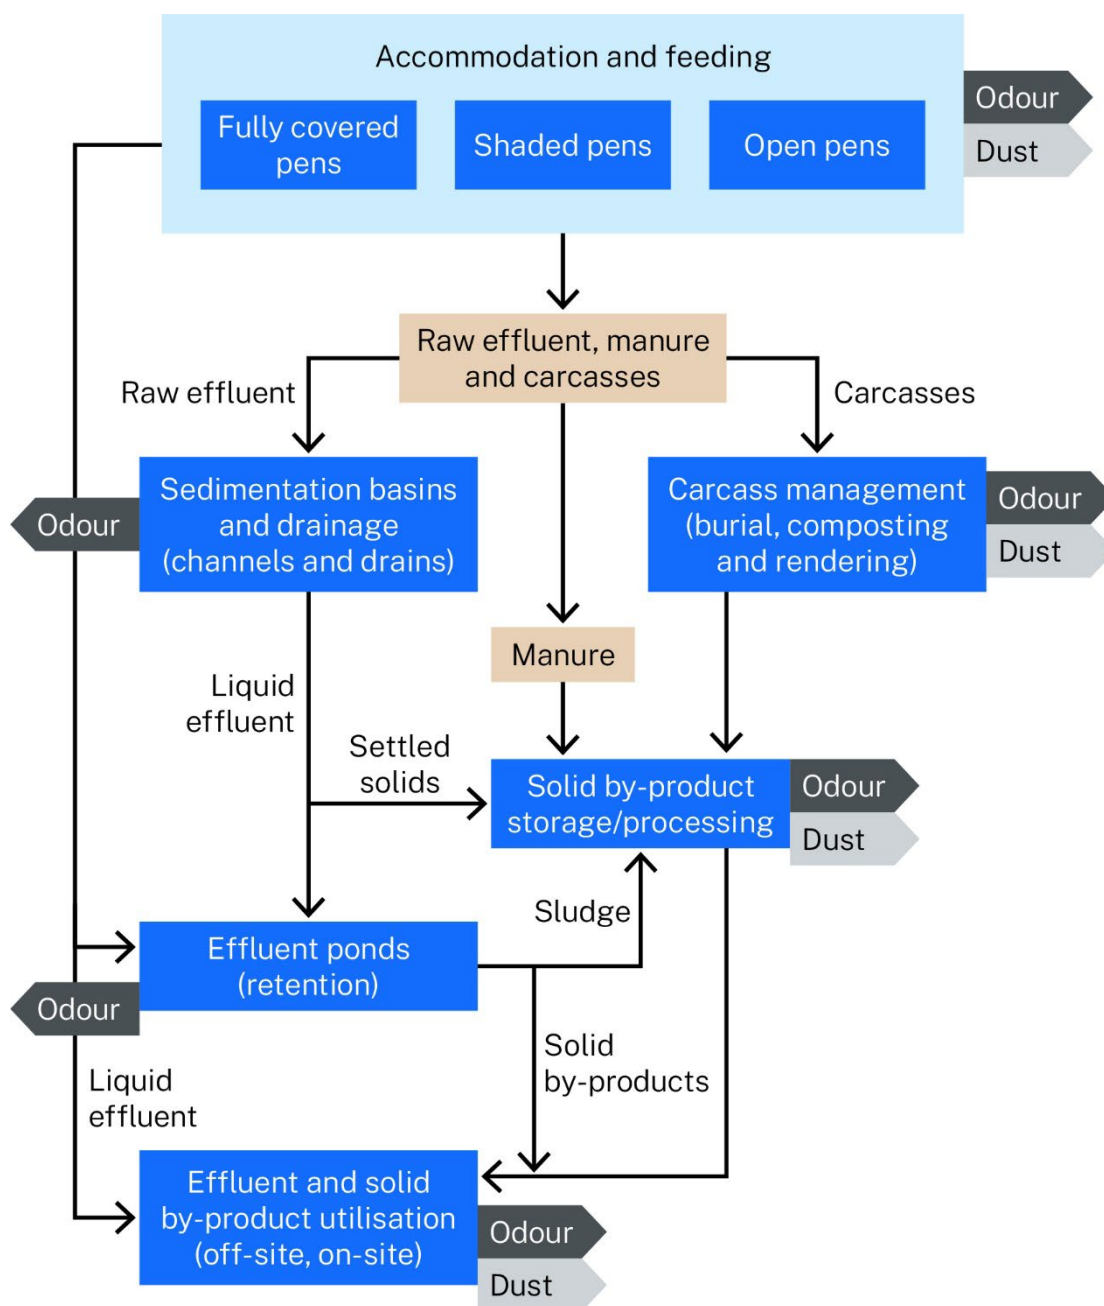 Accommodation and feeding
Fully covered
pens
Shaded pens
Open pens
Odour
Dust
Raw effluent, manure
and carcasses
Raw effluent
Carcasses
Sedimentation basins
and drainage
(channels and drains)
Odour
Carcass management
(burial, composting
and rendering)
Odour
Dust
Manure
Liquid
effluent
Settled
solids
Solid by-product
storage/processing
Odour
Dust
Sludge
Effluent ponds
(retention)
Odour
Solid
by-products
Liquid
effluent
Effluent and solid
by-product utilisation
(off-site, on-site)
Odour
Dust